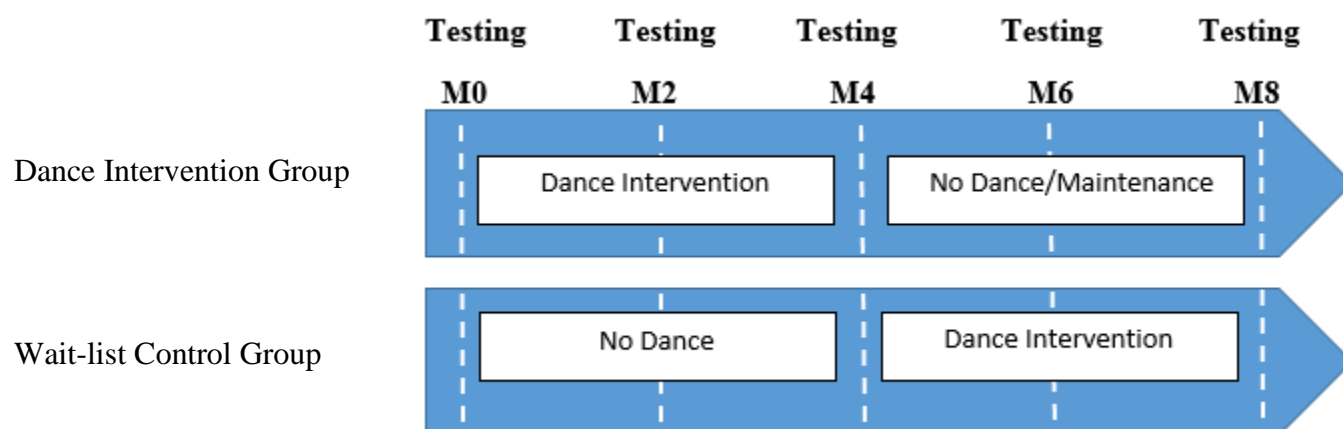 Testing Testing Testing Testing Testing
M0 M2 M4 M6 M8
Dance Intervention Group
Dance Intervention
No Dance/Maintenance
Wait-list Control Group
No Dance
Dance Intervention